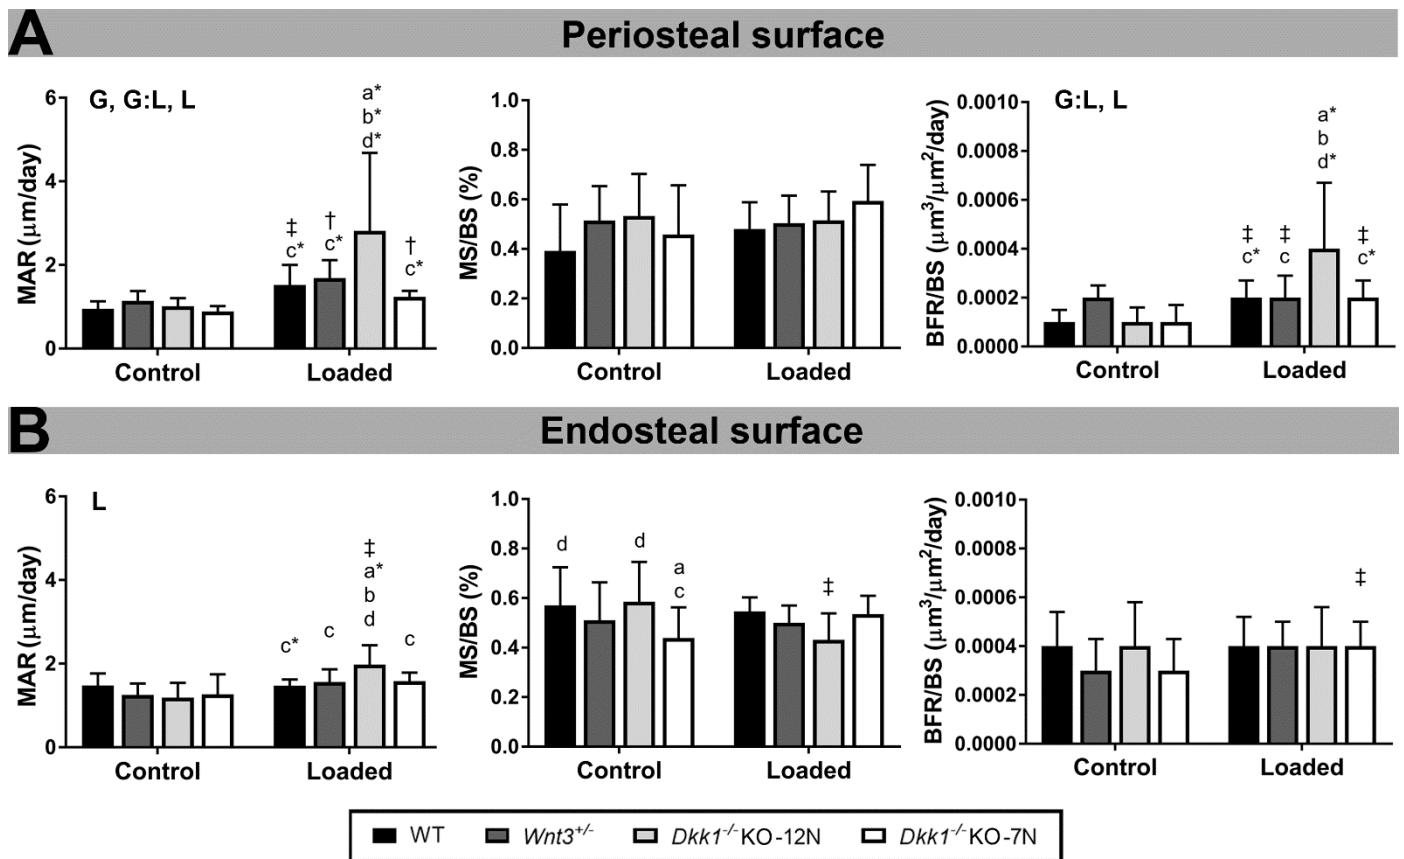 A Periosteal surface
G, G:L, L
MAR (μm/day)
6
4
2
0
‡
c*
†
c*
a*
b*
d*
†
c*
Control Loaded
MS/BS (%)
1.0
0.8
0.6
0.4
0.2
0.0
Control Loaded
G:L, L
BFR/BS (μm³/μm²/day)
0.0010
0.0008
0.0006
0.0004
0.0002
0.0000
‡
c*
‡
c
a*
b
d*
‡
c*
Control Loaded
B Endosteal surface
L
MAR (μm/day)
6
4
2
0
c*
c
‡
a*
b
d
c
Control Loaded
MS/BS (%)
1.0
0.8
0.6
0.4
0.2
0.0
d
d
a
c
‡
Control Loaded
BFR/BS (μm³/μm²/day)
0.0010
0.0008
0.0006
0.0004
0.0002
0.0000
‡
Control Loaded
WT Wnt3⁺/⁻ Dkk1⁻/⁻KO-12N Dkk1⁻/⁻KO-7N